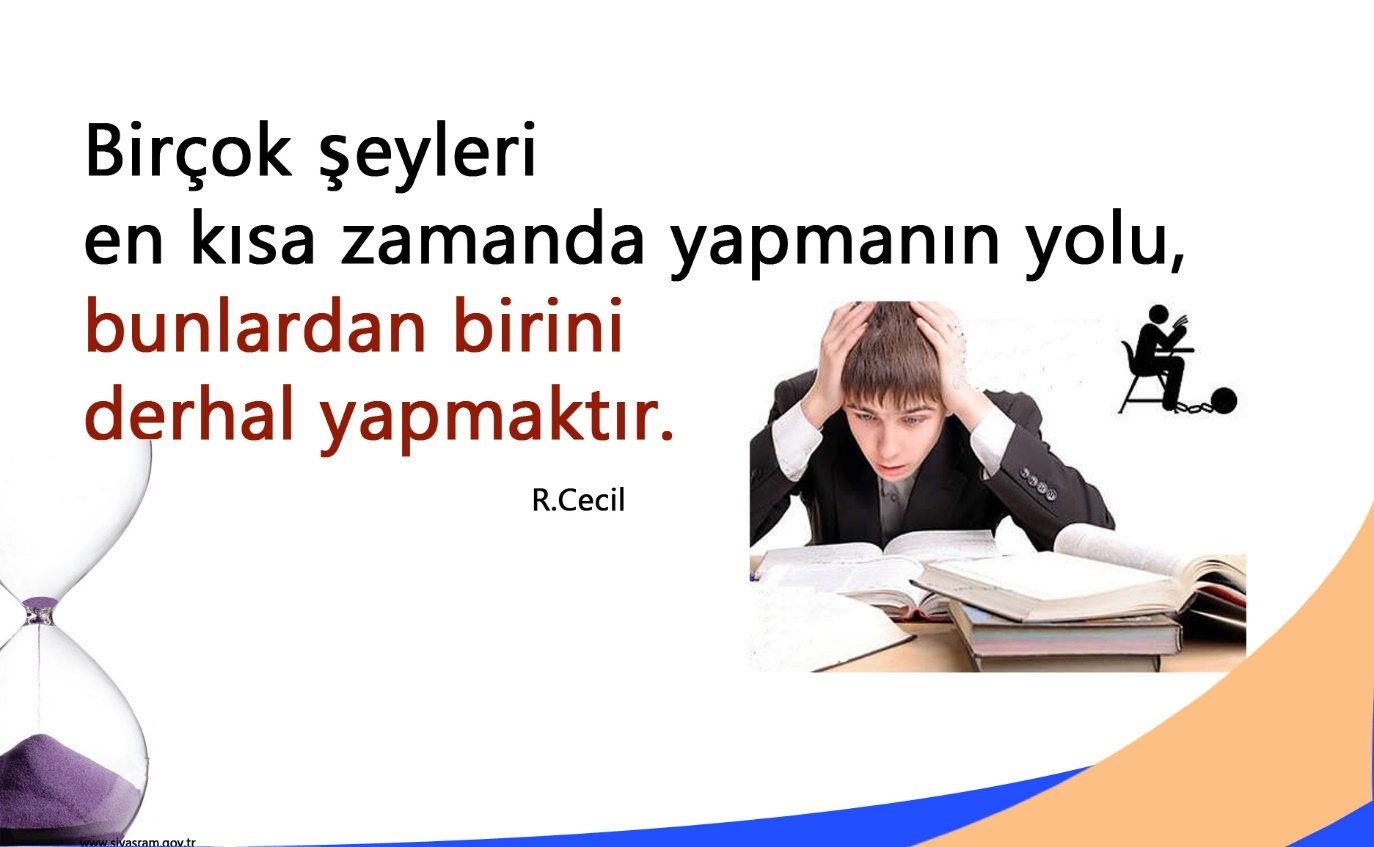 Birçok şeyleri
en kısa zamanda yapmanın yolu,
bunlardan birini
derhal yapmaktır.
R.Cecil
www.sivasram.gov.tr